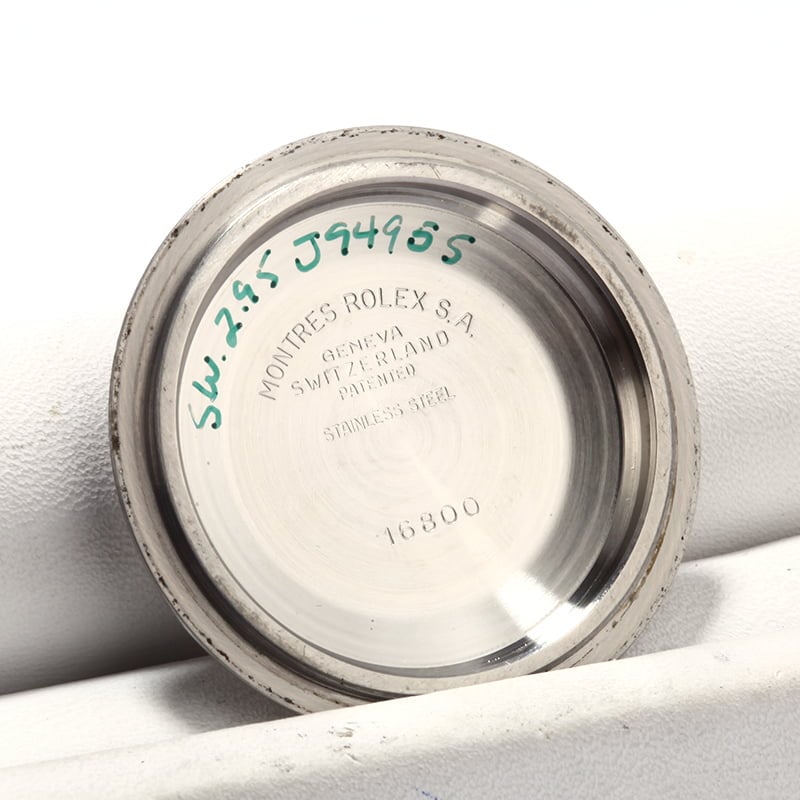 SW. 2.95 J94955
MONTRES ROLEX S.A.
GENEVA
SWITZERLAND
PATENTED
STAINLESS STEEL
16800